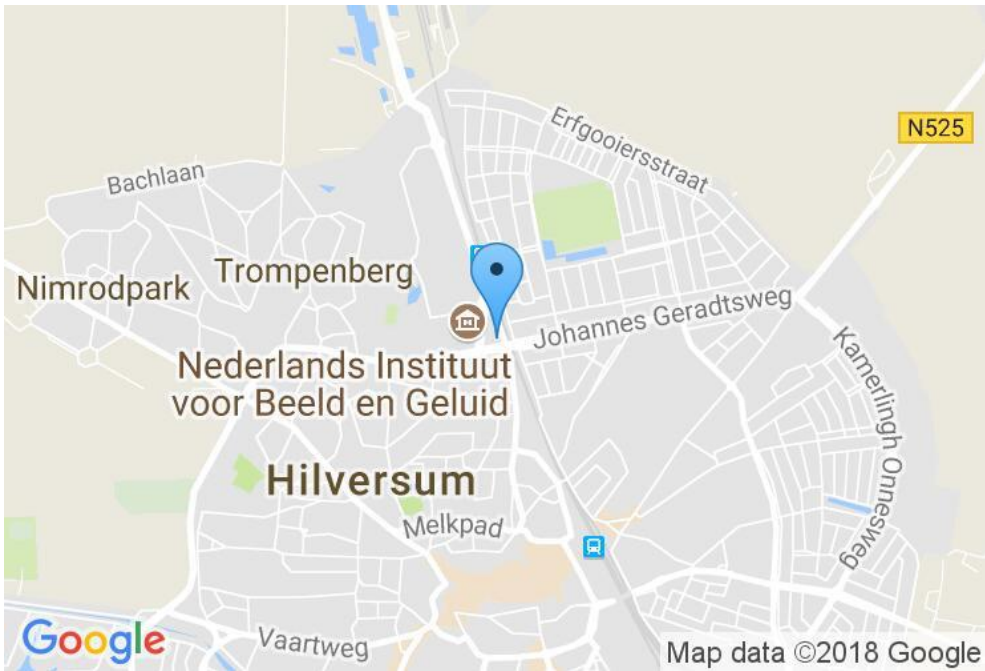 Erfgooiersstraat
N525
Bachlaan
Trompenberg
Nimrodpark
Johannes Geradtsweg
Nederlands Instituut
voor Beeld en Geluid
Kamerlingh Onnesweg
Hilversum
Melkpad
Vaartweg
Google
Map data ©2018 Google